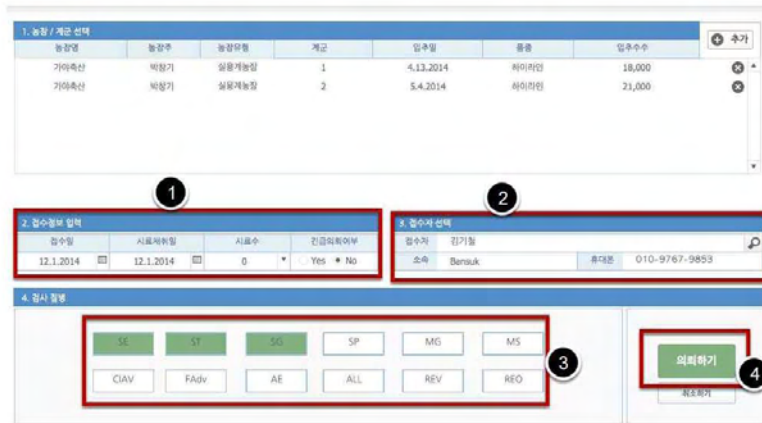 1. 농장 / 계군 선택
추가
농장명 농장주 농장유형 계군 입추일 품종 입추수수
가야축산 박창기 실용계농장 1 4.13.2014 하이라인 18,000
가야축산 박창기 실용계농장 2 5.4.2014 하이라인 21,000
1
2
2. 접수정보 입력
접수일 시료채취일 시료수 긴급의뢰여부
12.1.2014 12.1.2014 0 Yes No
3. 접수자 선택
접수자 김기철
소속 Bansuk 휴대폰 010-9767-9853
4. 검사 질병
SE ST SG SP MG MS
CIAV FAdv AE ALL REV REO
3
의뢰하기
4
취소하기